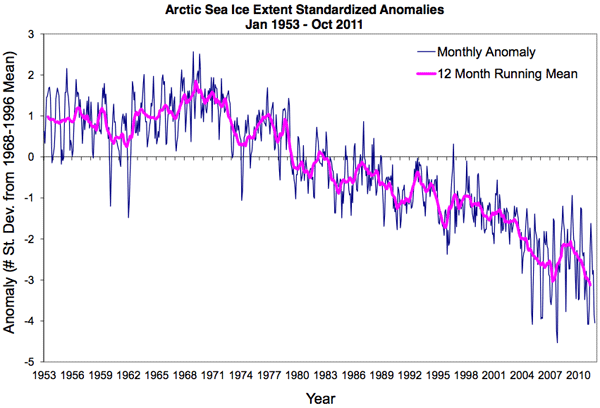 Arctic Sea Ice Extent Standardized Anomalies
Jan 1953 - Oct 2011
Anomaly (# St. Dev. from 1968-1996 Mean)
3
2
1
0
-1
-2
-3
-4
-5
Monthly Anomaly
12 Month Running Mean
1953 1956 1959 1962 1965 1968 1971 1974 1977 1980 1983 1986 1989 1992 1995 1998 2001 2004 2007 2010
Year